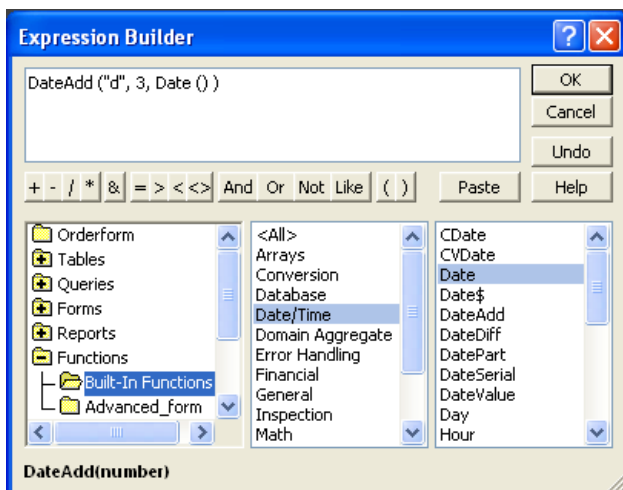 Expression Builder
?
DateAdd ("d", 3, Date () )
OK
Cancel
Undo
+ - / * & = > < <> And Or Not Like ( ) Paste Help
Orderform
Tables
Queries
Forms
Reports
Functions
Built-In Functions
Advanced_form
<All>
Arrays
Conversion
Database
Date/Time
Domain Aggregate
Error Handling
Financial
General
Inspection
Math
CDate
CVDate
Date
Date$
DateAdd
DateDiff
DatePart
DateSerial
DateValue
Day
Hour
DateAdd(number)